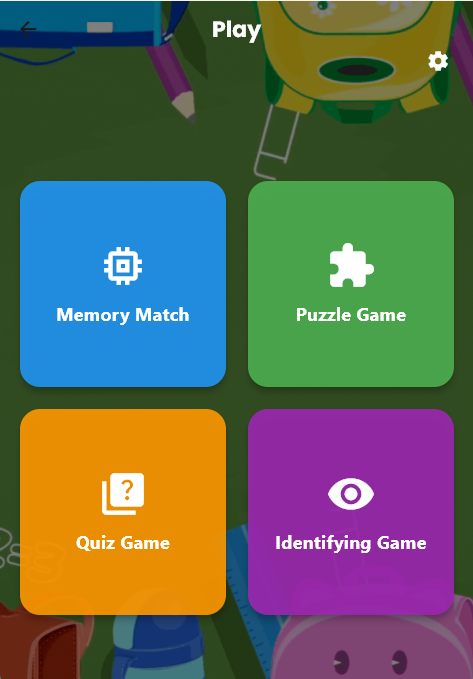 Play
Memory Match
Puzzle Game
Quiz Game
Identifying Game